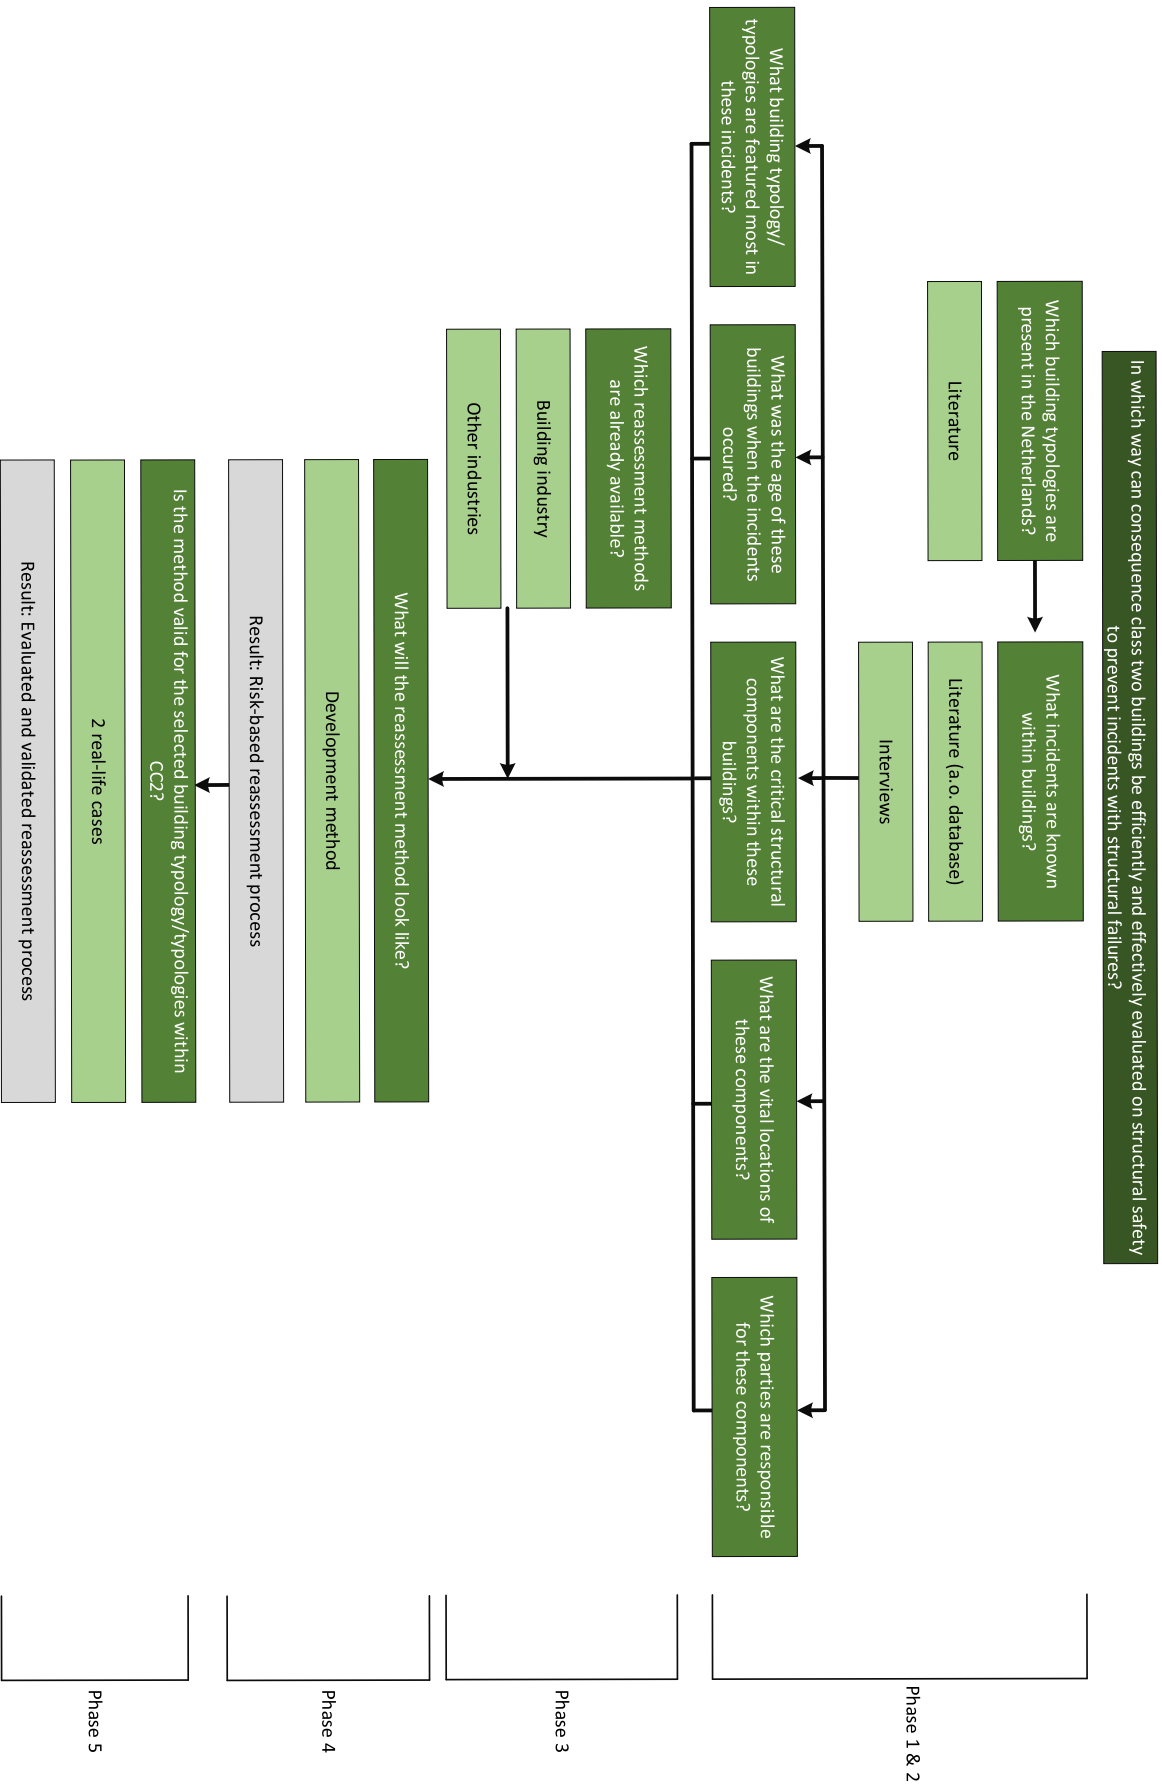 In which way can consequence class two buildings be efficiently and effectively evaluated on structural safety
to prevent incidents with structural failures?
Which building typologies are
present in the Netherlands?
Literature
What incidents are known
within buildings?
Literature (a.o. database)
Interviews
What building typology/
typologies are featured most in
these incidents?
What was the age of these
buildings when the incidents
occured?
What are the critical structural
components within these
buildings?
What are the vital locations of
these components?
Which parties are responsible
for these components?
Phase 1 & 2
Which reassessment methods
are already available?
Building industry
Other industries
Phase 3
What will the reassessment method look like?
Development method
Result: Risk-based reassessment process
Phase 4
Is the method valid for the selected building typology/typologies within
CC2?
2 real-life cases
Result: Evaluated and validated reassessment process
Phase 5